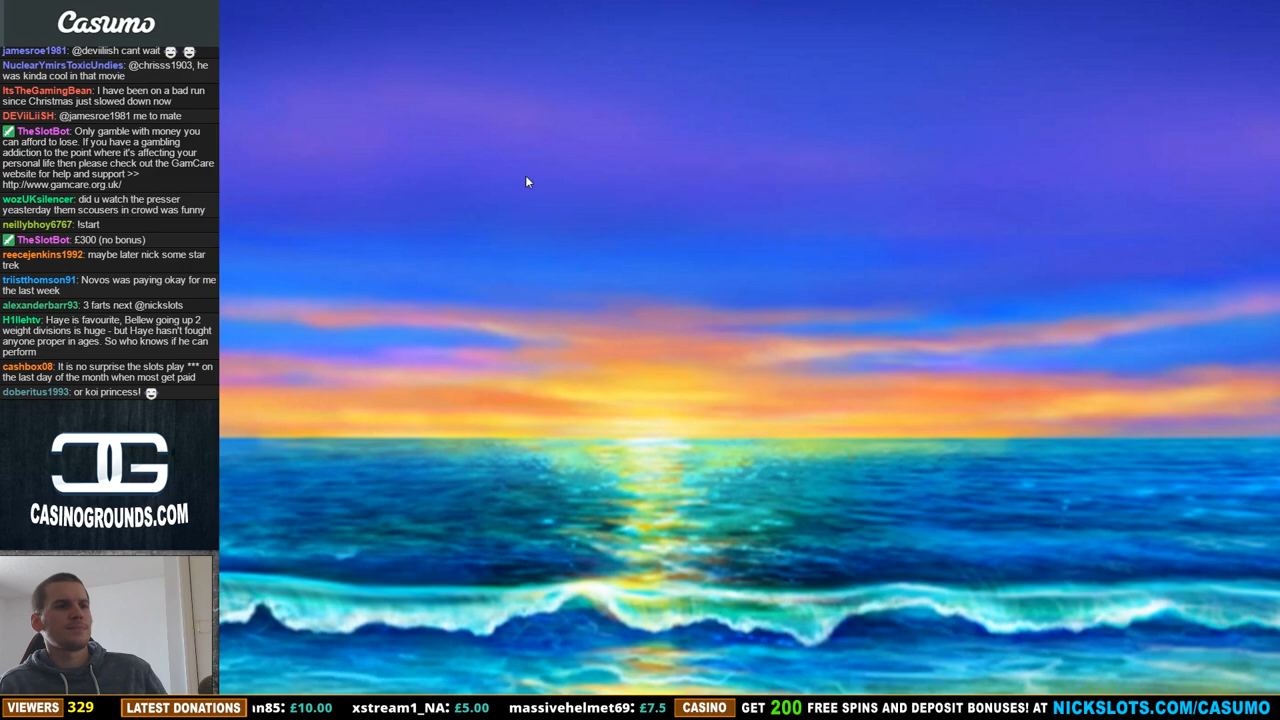 Casumo
jamesroe1981: @deviiliish cant wait
NuclearYmirsToxicUndies: @chrisss1903, he
was kinda cool in that movie
ItsTheGamingBean: I have been on a bad run
since Christmas just slowed down now
DEViiLiiSH: @jamesroe1981 me to mate
TheSlotBot: Only gamble with money you
can afford to lose. If you have a gambling
addiction to the point where it's affecting your
personal life then please check out the GamCare
website for help and support >>
http://www.gamcare.org.uk/
wozUKsilencer: did u watch the presser
yeasterday them scousers in crowd was funny
neillybhoy6767: !start
TheSlotBot: £300 (no bonus)
reecejenkins1992: maybe later nick some star
trek
triistthomson91: Novos was paying okay for me
the last week
alexanderbarr93: 3 farts next @nickslots
H1llehtv: Haye is favourite, Bellew going up 2
weight divisions is huge - but Haye hasn't fought
anyone proper in ages. So who knows if he can
perform
cashbox08: It is no surprise the slots play *** on
the last day of the month when most get paid
doberitus1993: or koi princess!
CG
CASINOGROUNDS.COM
VIEWERS 329 LATEST DONATIONS an85: £10.00 xstream1_NA: £5.00 massivehelmet69: £7.5 CASINO GET 200 FREE SPINS AND DEPOSIT BONUSES! AT NICKSLOTS.COM/CASUMO